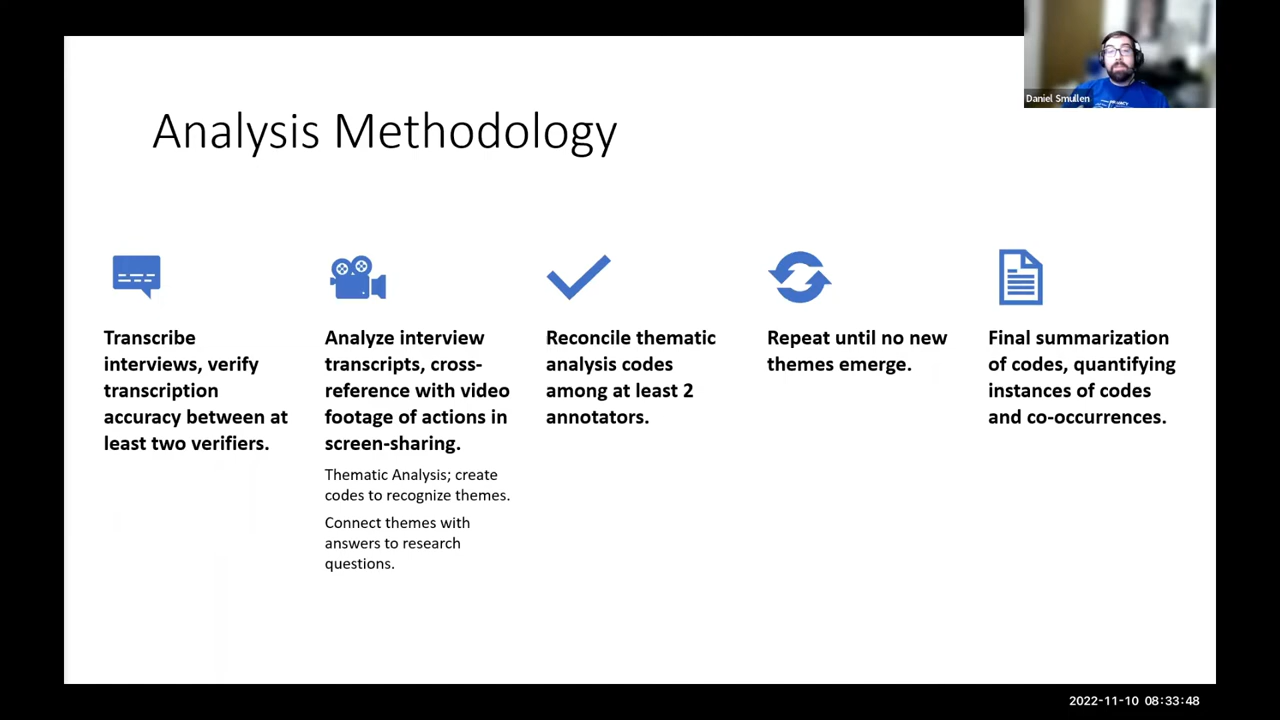 Daniel Smullen
Analysis Methodology
Transcribe
interviews, verify
transcription
accuracy between at
least two verifiers.
Analyze interview
transcripts, cross-
reference with video
footage of actions in
screen-sharing.
Thematic Analysis; create
codes to recognize themes.
Connect themes with
answers to research
questions.
Reconcile thematic
analysis codes
among at least 2
annotators.
Repeat until no new
themes emerge.
Final summarization
of codes, quantifying
instances of codes
and co-occurrences.
2022-11-10 08:33:48